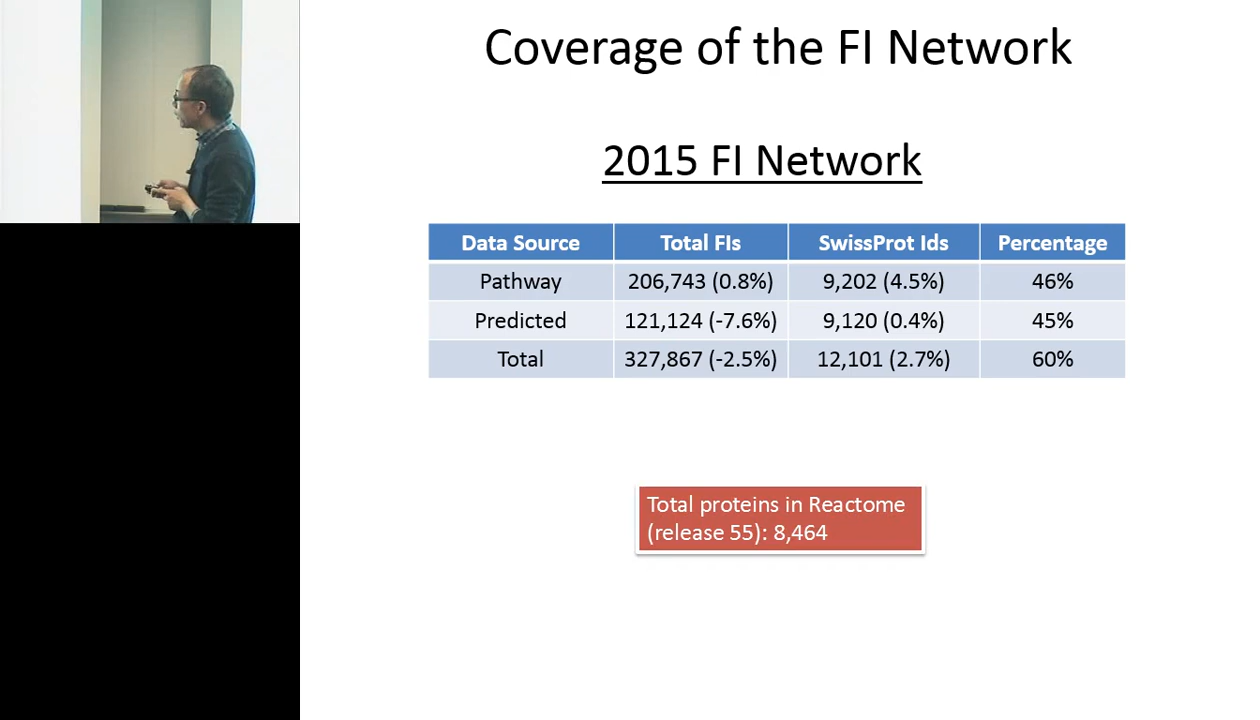 Coverage of the FI Network
2015 FI Network
Data Source Total FIs SwissProt Ids Percentage
Pathway 206,743 (0.8%) 9,202 (4.5%) 46%
Predicted 121,124 (-7.6%) 9,120 (0.4%) 45%
Total 327,867 (-2.5%) 12,101 (2.7%) 60%
Total proteins in Reactome
(release 55): 8,464